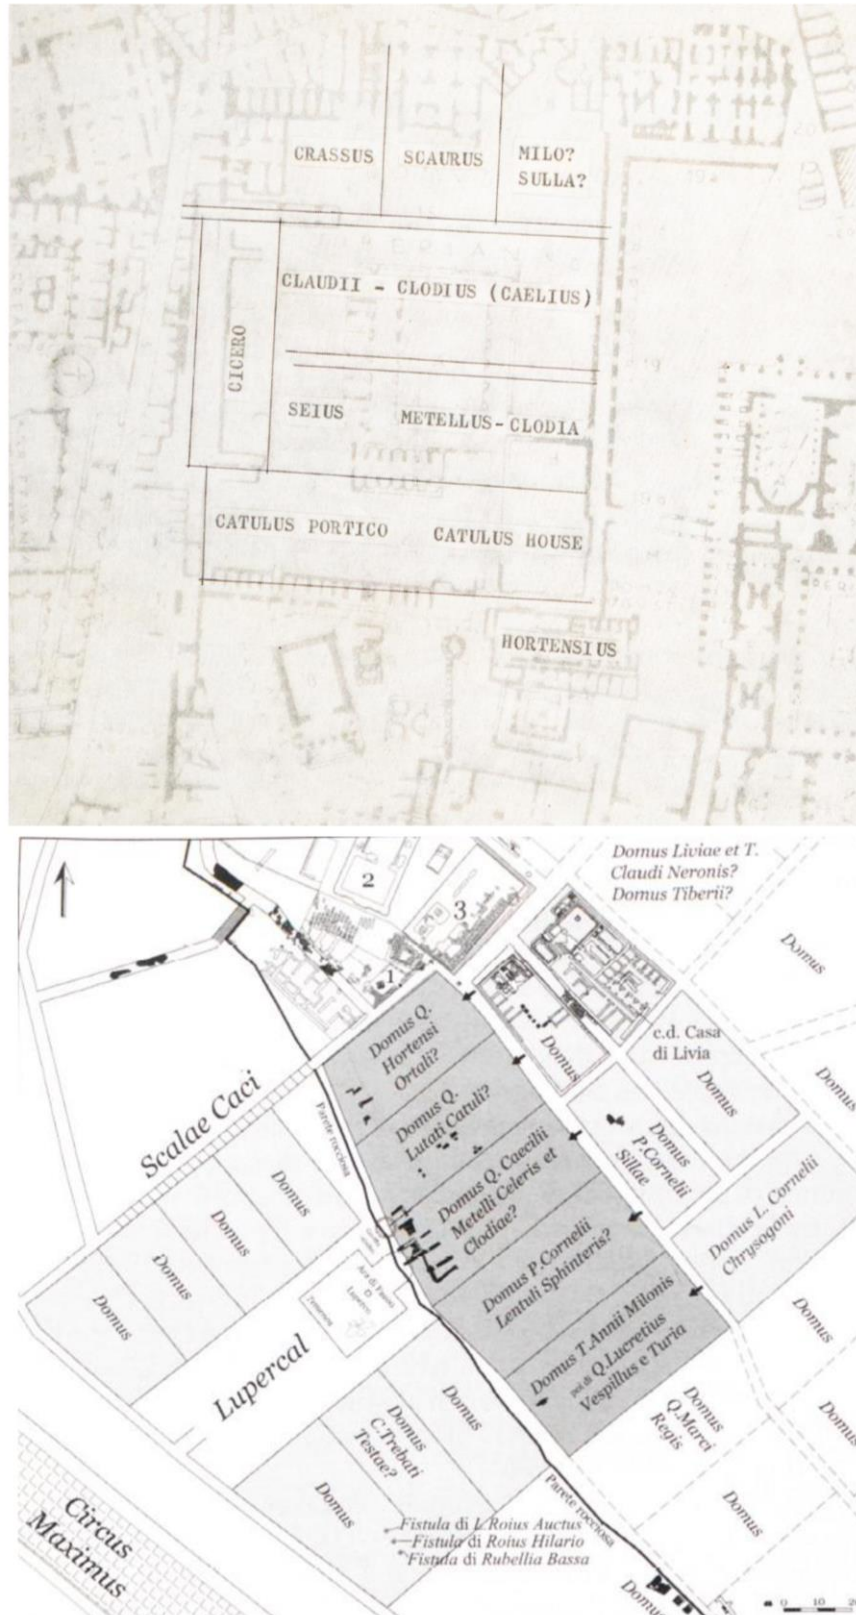 CRASSUS
SCAURUS
MILO?
SULLA?
CLAUDII - CLODIUS (CAELIUS)
CICERO
SEIUS
METELLUS-CLODIA
CATULUS PORTICO
CATULUS HOUSE
HORTENSIUS
Domus Liviae et T.
Claudi Neronis?
Domus Tiberii?
2
3
1
Domus
Domus Q.
Hortensi
Ortali?
Domus
c.d. Casa
di Livia
Domus
Domus
Scalae Caci
Parete rocciosa
Domus Q.
Lutati Catuli?
Domus
P.Cornelii
Sillae
Domus Q. Caecilii
Metelli Celeris et
Clodiae?
Domus L. Cornelii
Chrysogoni
Domus
Domus
Domus
Domus
Domus P.Cornelii
Lentuli Sphinteris?
Lupercal
Domus T.Annii Milonis
poi di Q.Lucretius
Vespillus e Turia
Domus
Domus
Domus
C.Trebati
Testae?
Domus
Domus
Q.Marci
Regis
Domus
Domus
Parete rocciosa
Circus
Maximus
Fistula di L.Roius Auctus
Fistula di Roius Hilario
Fistula di Rubellia Bassa
Domus
0 10 20